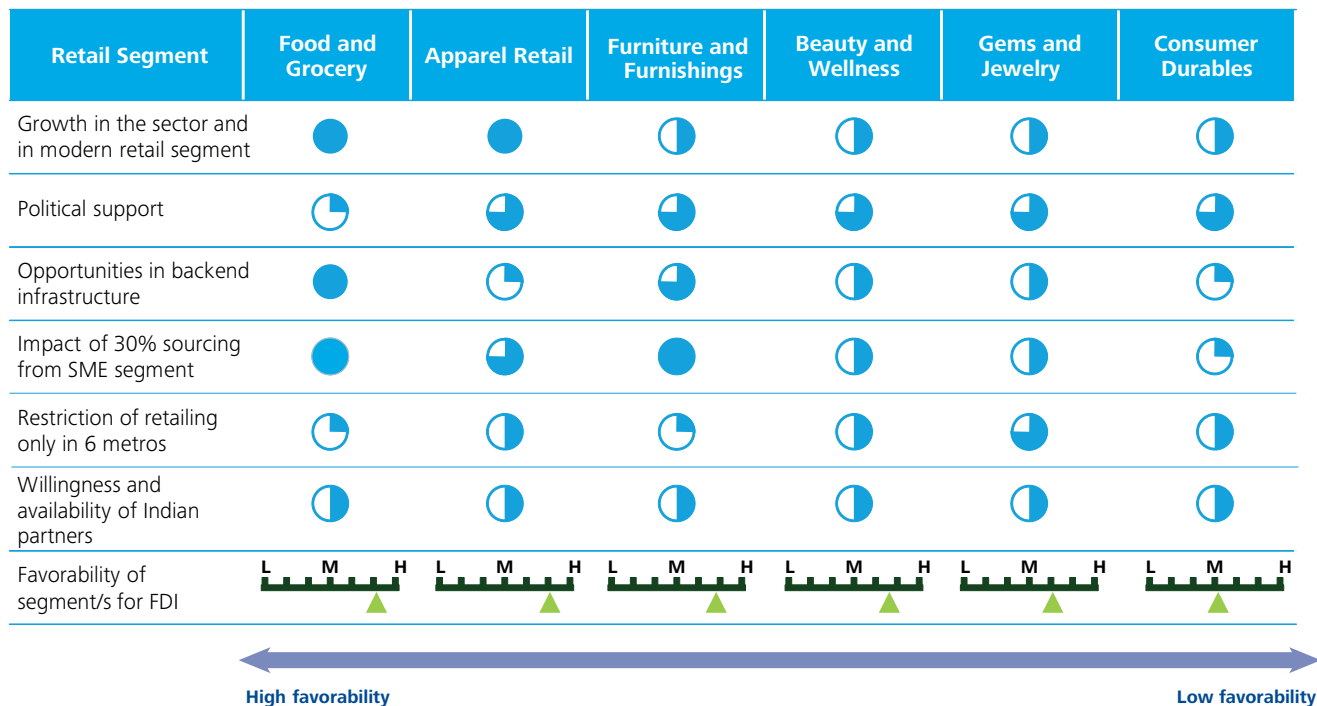 Retail Segment
Food and
Grocery
Apparel Retail
Furniture and
Furnishings
Beauty and
Wellness
Gems and
Jewelry
Consumer
Durables
Growth in the sector and
in modern retail segment
Political support
Opportunities in backend
infrastructure
Impact of 30% sourcing
from SME segment
Restriction of retailing
only in 6 metros
Willingness and
availability of Indian
partners
Favorability of
segment/s for FDI
L M H
L M H
L M H
L M H
L M H
L M H
High favorability
Low favorability